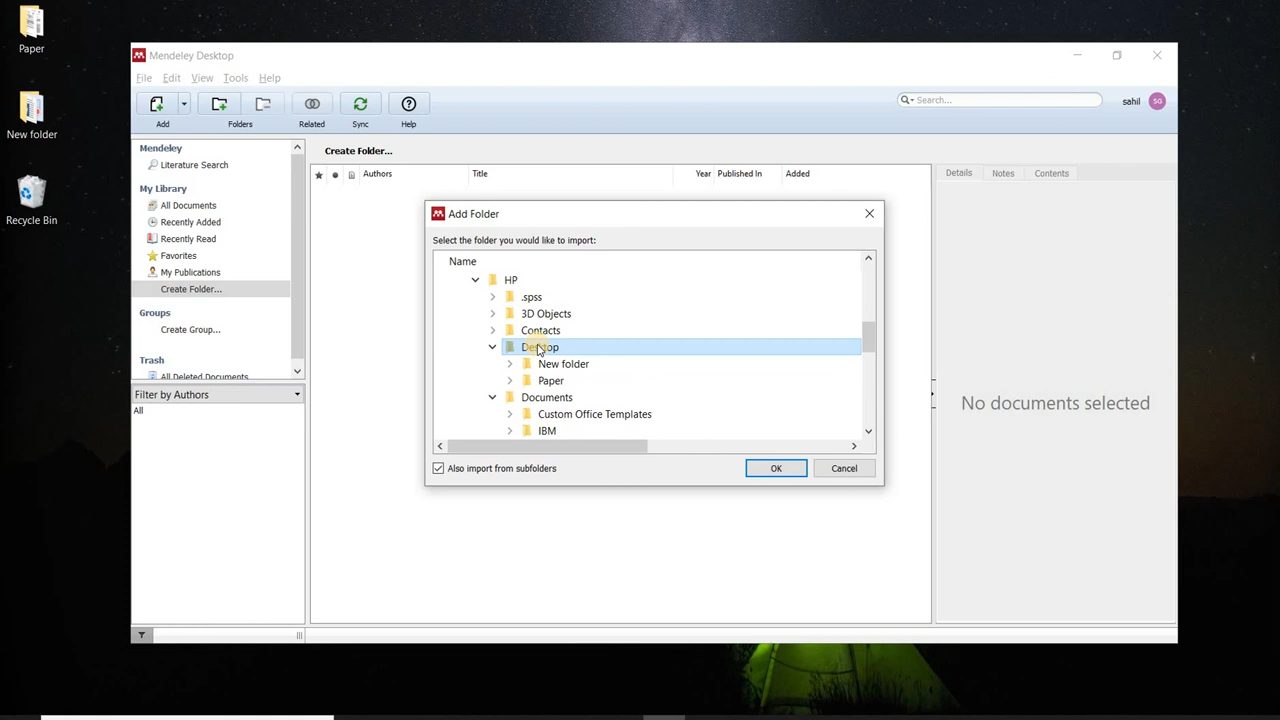 Paper
New folder
Recycle Bin
Mendeley Desktop
File Edit View Tools Help
Add Folders Related Sync Help
Search...
sahil SG
Mendeley
Literature Search
My Library
All Documents
Recently Added
Recently Read
Favorites
My Publications
Create Folder...
Groups
Create Group...
Trash
All Deleted Documents
Filter by Authors
All
Create Folder...
Authors Title Year Published In Added
Add Folder
Select the folder you would like to import:
Name
HP
.spss
3D Objects
Contacts
Desktop
New folder
Paper
Documents
Custom Office Templates
IBM
Also import from subfolders
OK Cancel
Details Notes Contents
No documents selected